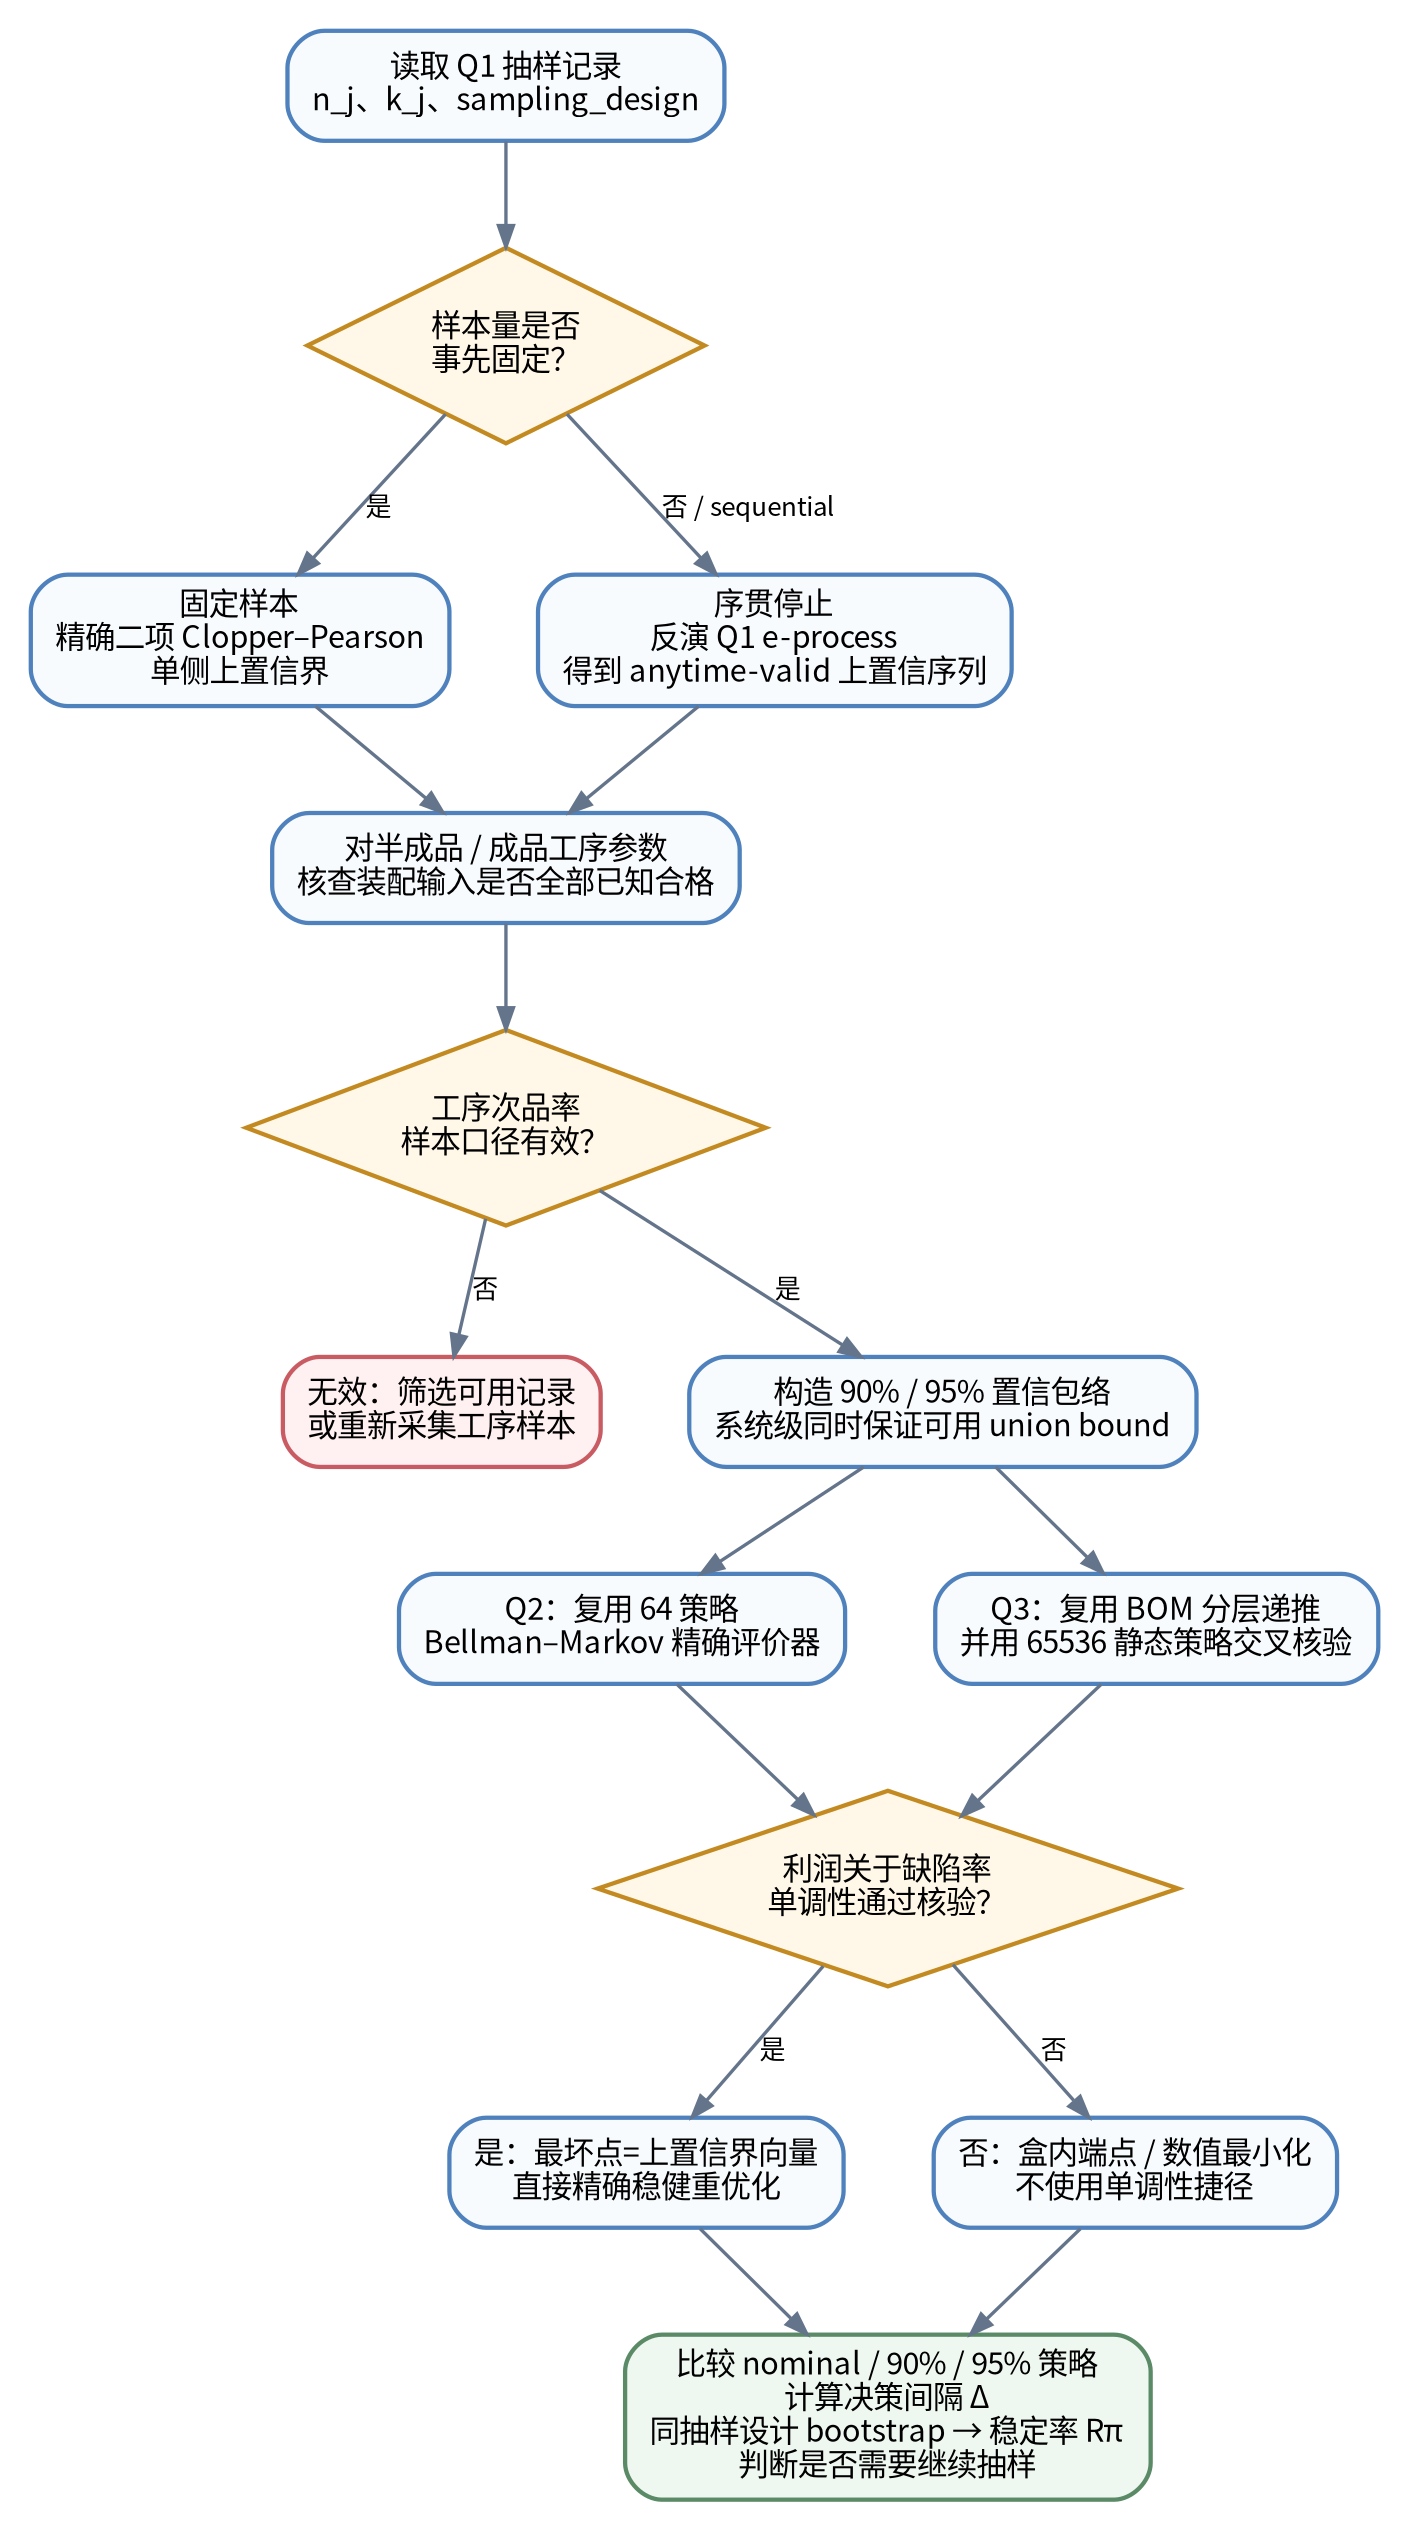 读取 Q1 抽样记录
n_j、k_j、sampling_design
样本量是否
事先固定？
是
否 / sequential
固定样本
精确二项 Clopper–Pearson
单侧上置信界
序贯停止
反演 Q1 e-process
得到 anytime-valid 上置信序列
对半成品 / 成品工序参数
核查装配输入是否全部已知合格
工序次品率
样本口径有效？
否
是
无效：筛选可用记录
或重新采集工序样本
构造 90% / 95% 置信包络
系统级同时保证可用 union bound
Q2：复用 64 策略
Bellman–Markov 精确评价器
Q3：复用 BOM 分层递推
并用 65536 静态策略交叉核验
利润关于缺陷率
单调性通过核验？
是
否
是：最坏点=上置信界向量
直接精确稳健重优化
否：盒内端点 / 数值最小化
不使用单调性捷径
比较 nominal / 90% / 95% 策略
计算决策间隔 Δ
同抽样设计 bootstrap → 稳定率 Rπ
判断是否需要继续抽样